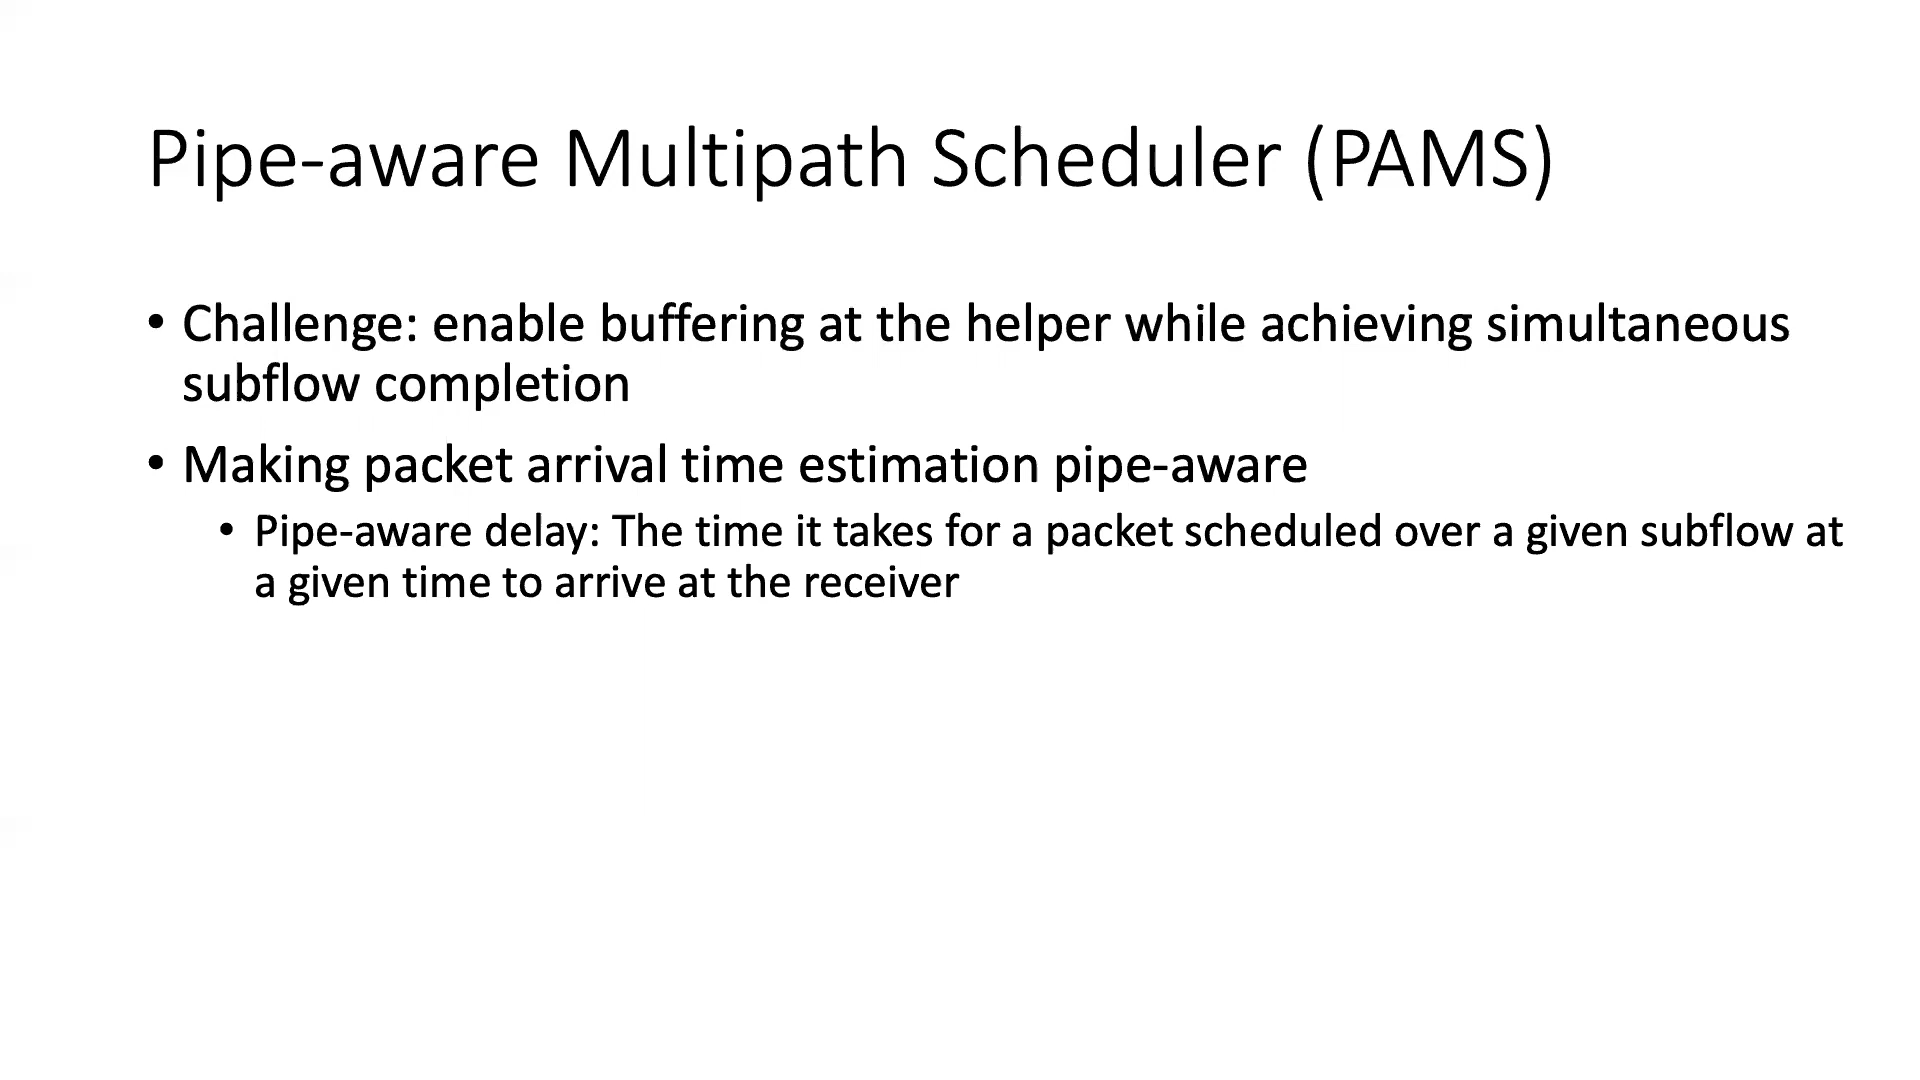 Pipe-aware Multipath Scheduler (PAMS)
• Challenge: enable buffering at the helper while achieving simultaneous
subflow completion
• Making packet arrival time estimation pipe-aware
• Pipe-aware delay: The time it takes for a packet scheduled over a given subflow at
a given time to arrive at the receiver